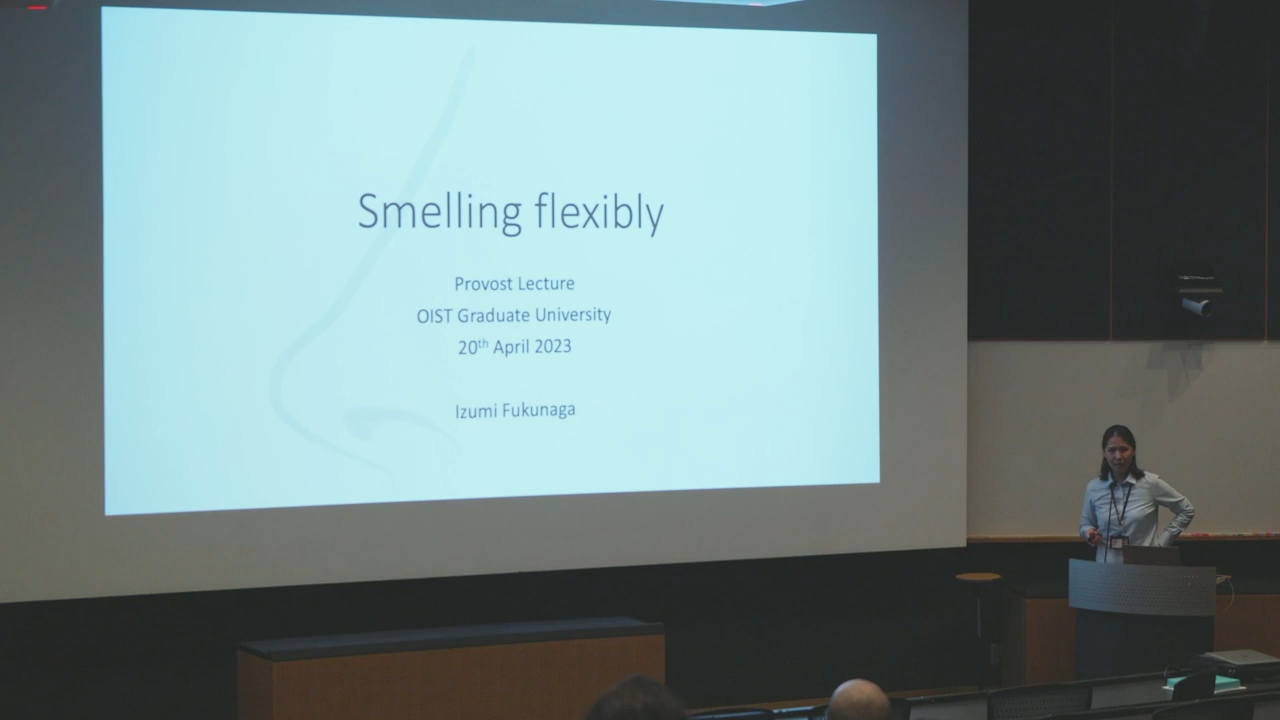 Smelling flexibly
Provost Lecture
OIST Graduate University
20th April 2023
Izumi Fukunaga